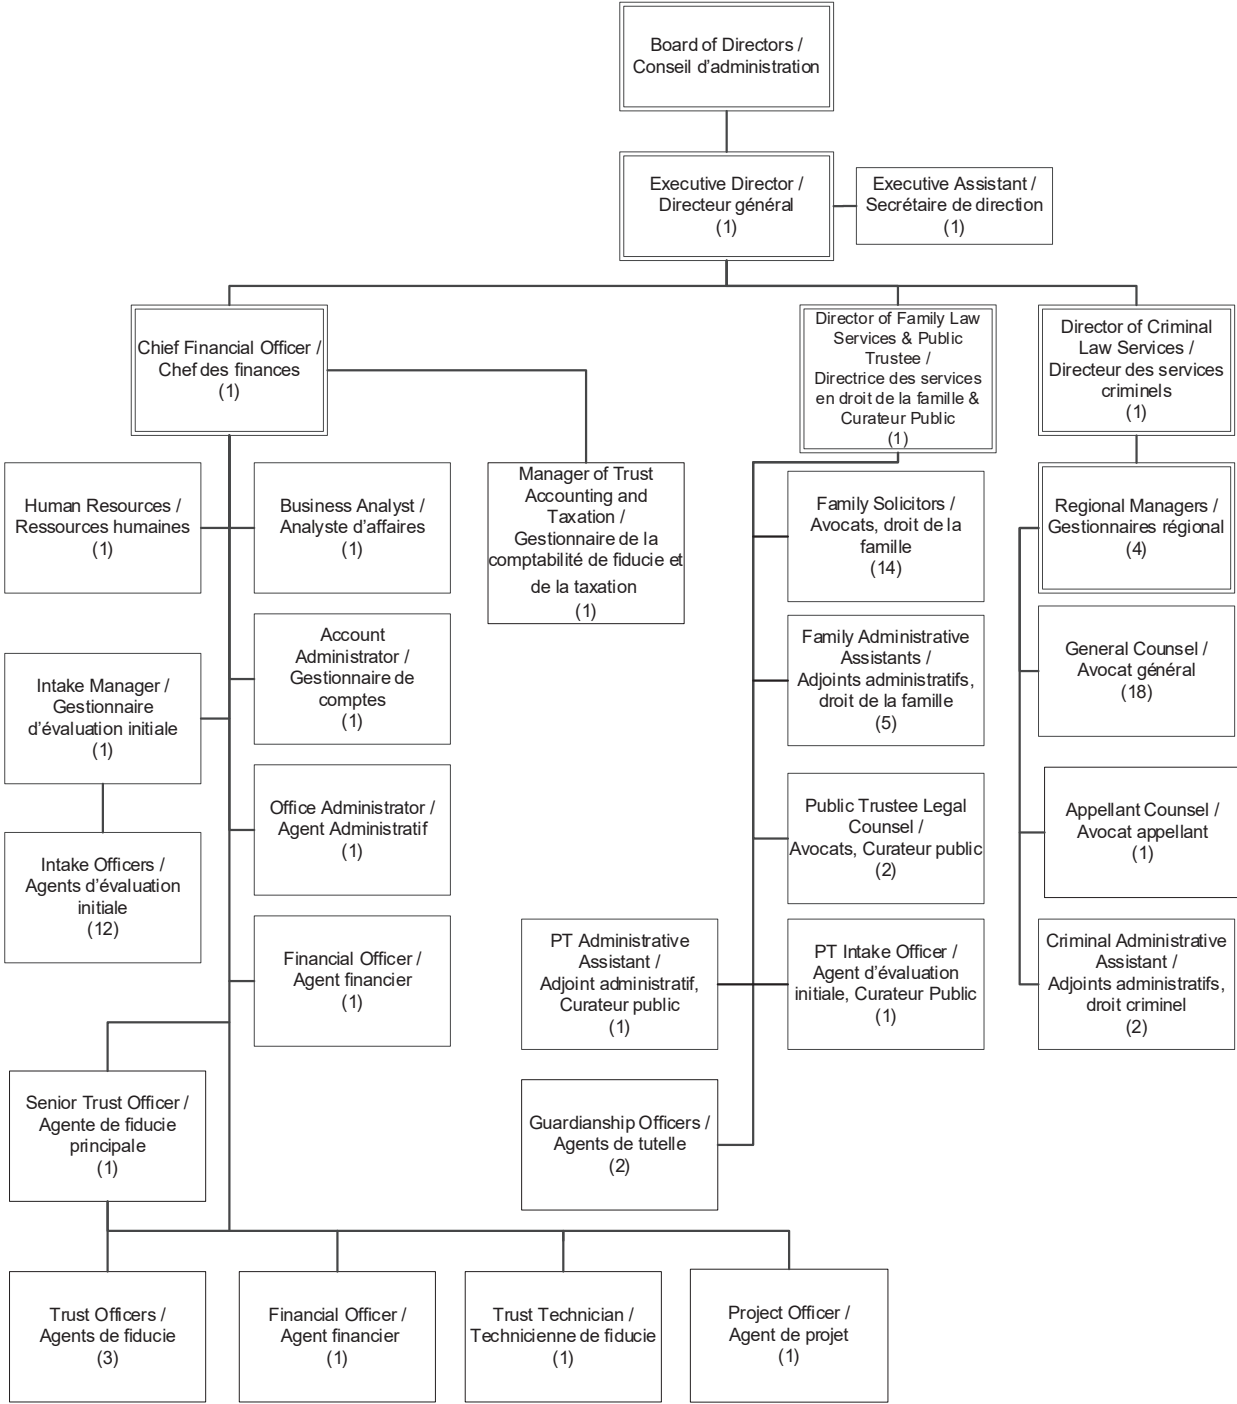 Board of Directors /
Conseil d'administration
Executive Director /
Directeur général
(1)
Executive Assistant /
Secrétaire de direction
(1)
Chief Financial Officer /
Chef des finances
(1)
Director of Family Law
Services & Public
Trustee /
Directrice des services
en droit de la famille &
Curateur Public
(1)
Director of Criminal
Law Services /
Directeur des services
criminels
(1)
Human Resources /
Ressources humaines
(1)
Business Analyst /
Analyste d'affaires
(1)
Manager of Trust
Accounting and
Taxation /
Gestionnaire de la
comptabilité de fiducie et
de la taxation
(1)
Family Solicitors /
Avocats, droit de la
famille
(14)
Regional Managers /
Gestionnaires régional
(4)
Intake Manager /
Gestionnaire
d'évaluation initiale
(1)
Account
Administrator /
Gestionnaire de
comptes
(1)
Family Administrative
Assistants /
Adjoints administratifs,
droit de la famille
(5)
General Counsel /
Avocat général
(18)
Intake Officers /
Agents d'évaluation
initiale
(12)
Office Administrator /
Agent Administratif
(1)
Public Trustee Legal
Counsel /
Avocats, Curateur public
(2)
Appellant Counsel /
Avocat appellant
(1)
Financial Officer /
Agent financier
(1)
PT Administrative
Assistant /
Adjoint administratif,
Curateur public
(1)
PT Intake Officer /
Agent d'évaluation
initiale, Curateur Public
(1)
Criminal Administrative
Assistant /
Adjoints administratifs,
droit criminel
(2)
Senior Trust Officer /
Agente de fiducie
principale
(1)
Guardianship Officers /
Agents de tutelle
(2)
Trust Officers /
Agents de fiducie
(3)
Financial Officer /
Agent financier
(1)
Trust Technician /
Technicienne de fiducie
(1)
Project Officer /
Agent de projet
(1)